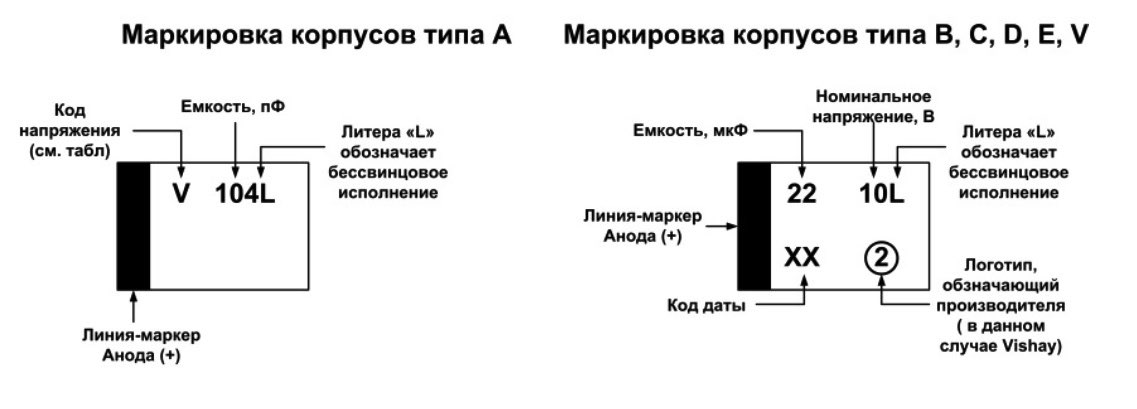 Маркировка корпусов типа А
Код
напряжения
(см. табл)
Емкость, пФ
Литера «L»
обозначает
бессвинцовое
исполнение
V 104L
Линия-маркер
Анода (+)
Маркировка корпусов типа B, C, D, E, V
Емкость, мкФ
Номинальное
напряжение, В
Литера «L»
обозначает
бессвинцовое
исполнение
22 10L
Линия-маркер
Анода (+)
XX 2
Код даты
Логотип,
обзначающий
производителя
( в данном
случае Vishay)